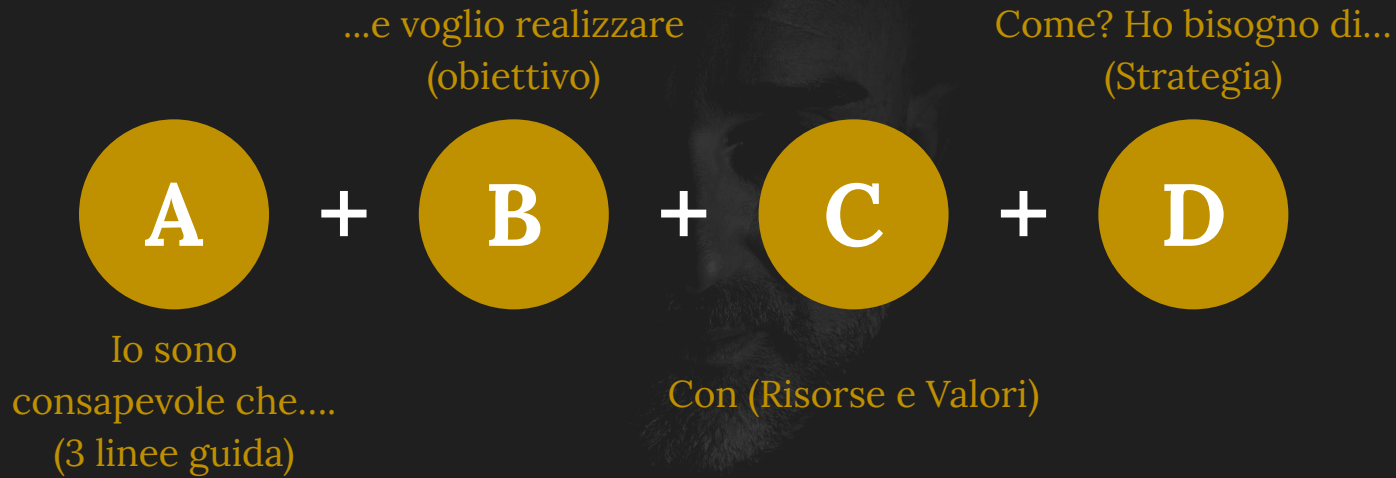 ...e voglio realizzare
(obiettivo)
Come? Ho bisogno di...
(Strategia)
A + B + C + D
Io sono
consapevole che....
(3 linee guida)
Con (Risorse e Valori)